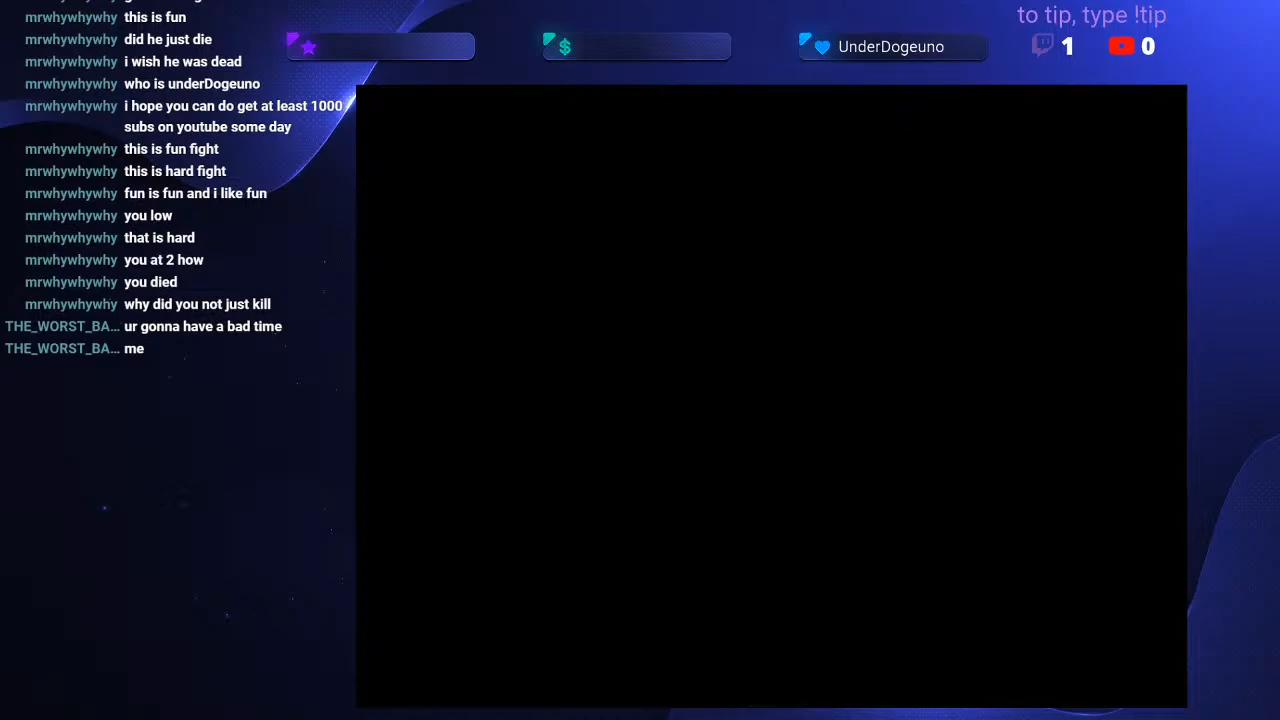 to tip, type !tip
mrwhywhywhy this is fun
mrwhywhywhy did he just die
UnderDogeuno
1
0
mrwhywhywhy i wish he was dead
mrwhywhywhy who is underDogeuno
mrwhywhywhy i hope you can do get at least 1000
subs on youtube some day
mrwhywhywhy this is fun fight
mrwhywhywhy this is hard fight
mrwhywhywhy fun is fun and i like fun
mrwhywhywhy you low
mrwhywhywhy that is hard
mrwhywhywhy you at 2 how
mrwhywhywhy you died
mrwhywhywhy why did you not just kill
THE_WORST_BA... ur gonna have a bad time
THE_WORST_BA... me